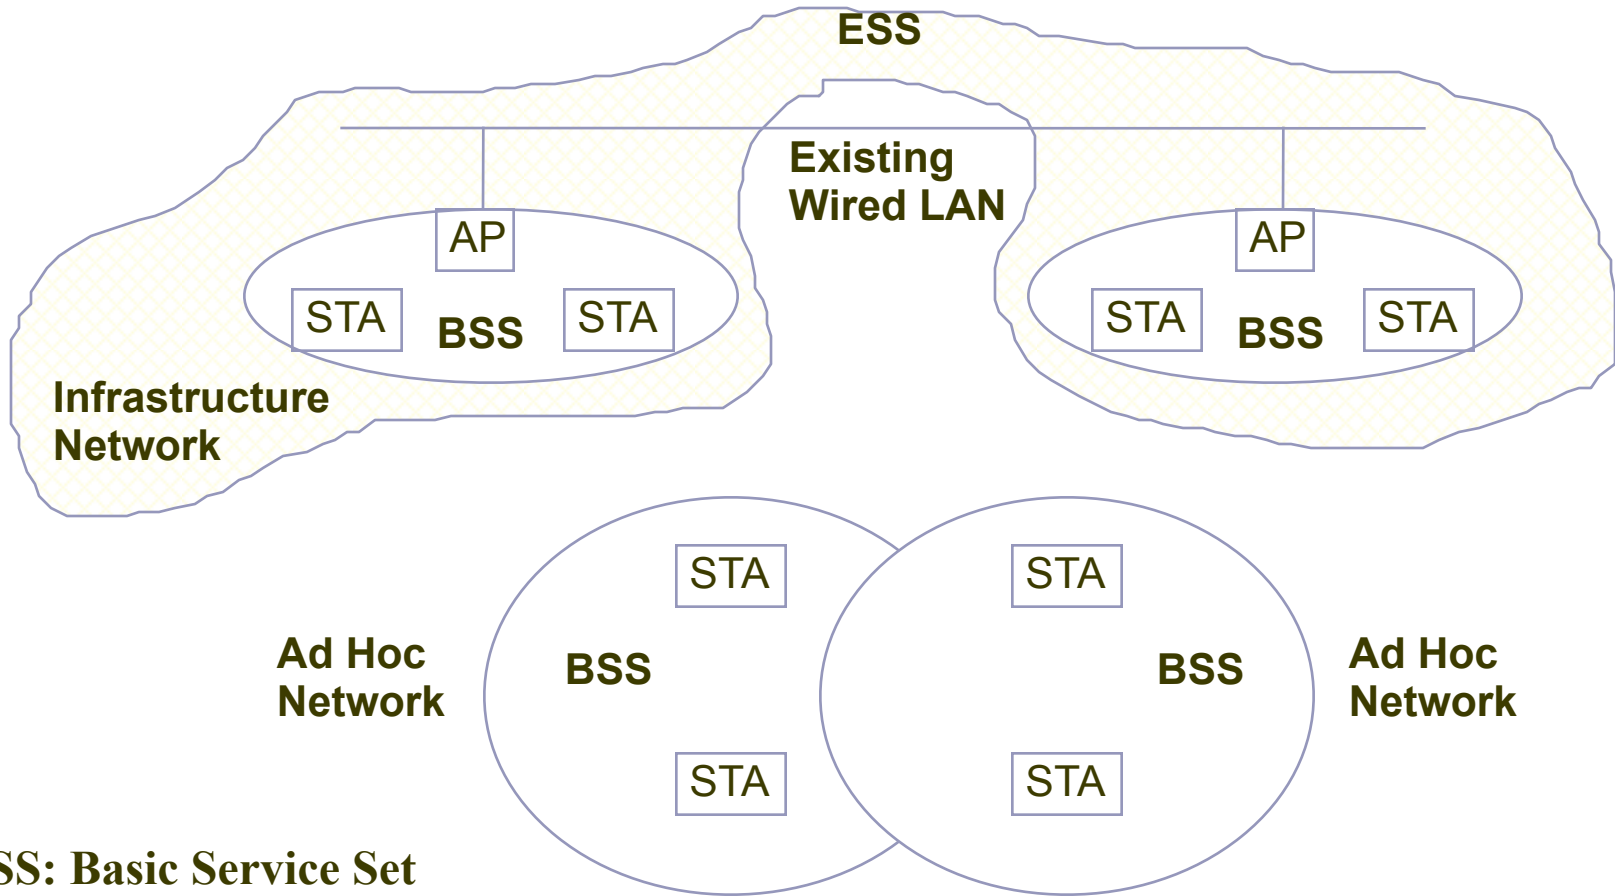 ESS
Existing
Wired LAN
AP
AP
STA
BSS
STA
STA
BSS
STA
Infrastructure
Network
STA
STA
Ad Hoc
Network
BSS
BSS
Ad Hoc
Network
STA
STA
SS: Basic Service Set